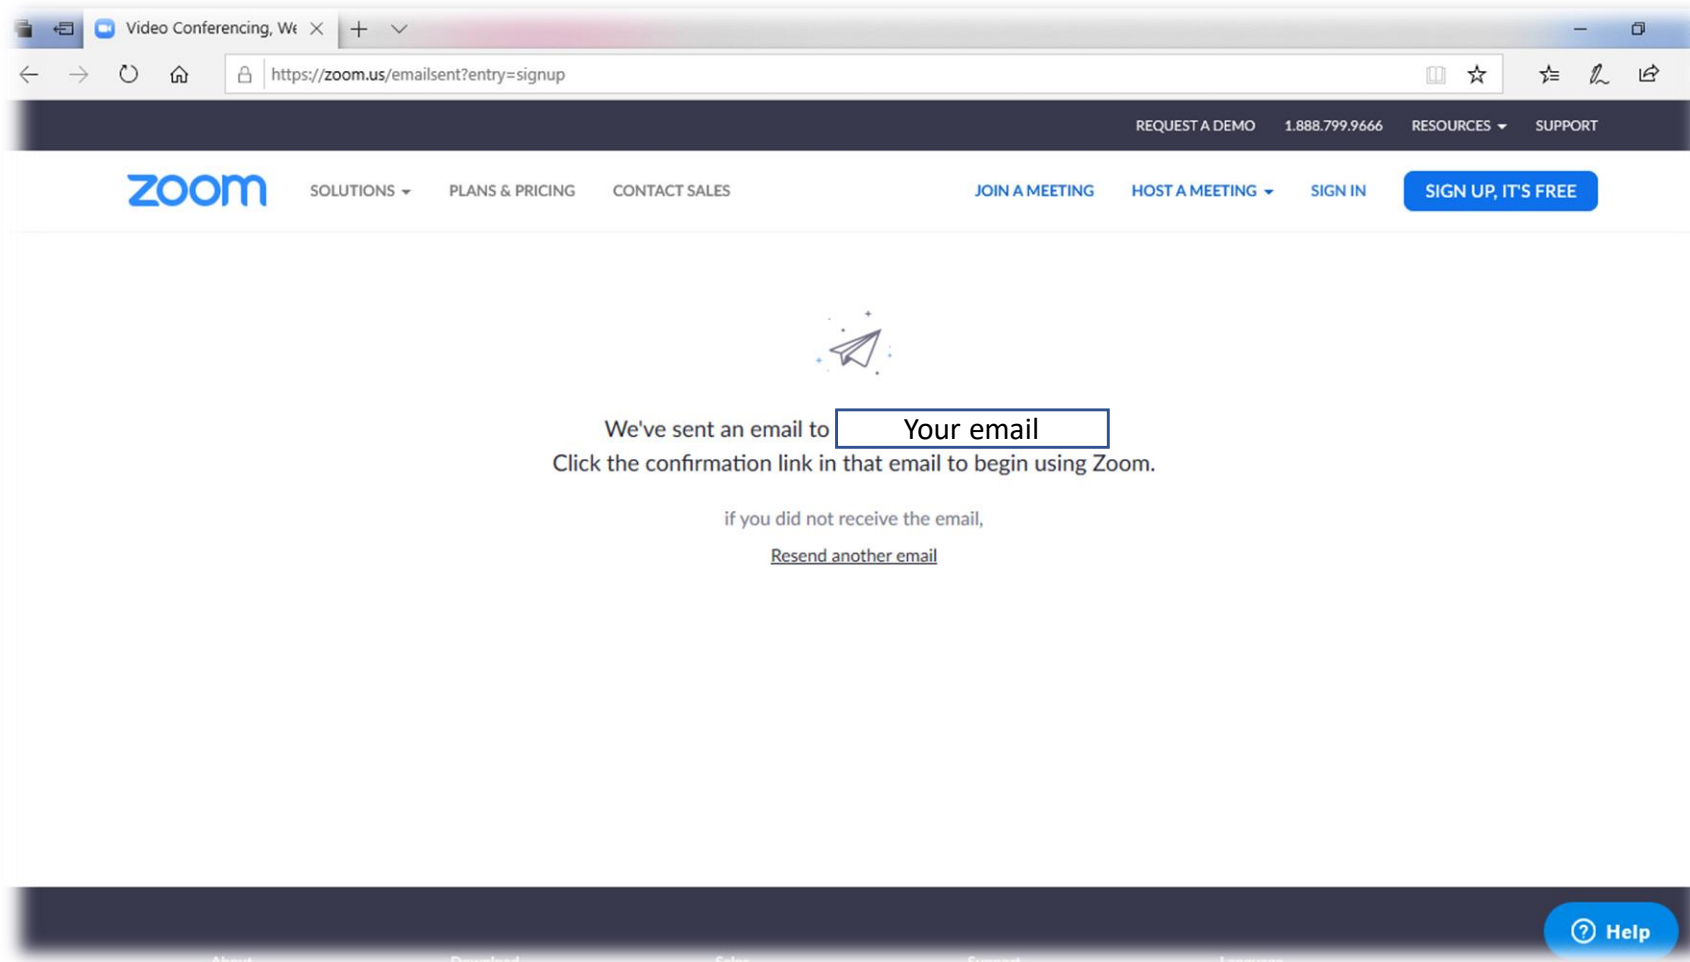 Video Conferencing, We
https://zoom.us/emailsent?entry=signup
REQUEST A DEMO 1.888.799.9666 RESOURCES SUPPORT
zoom SOLUTIONS PLANS & PRICING CONTACT SALES JOIN A MEETING HOST A MEETING SIGN IN SIGN UP, IT'S FREE
We've sent an email to Your email
Click the confirmation link in that email to begin using Zoom.
if you did not receive the email,
Resend another email
Help